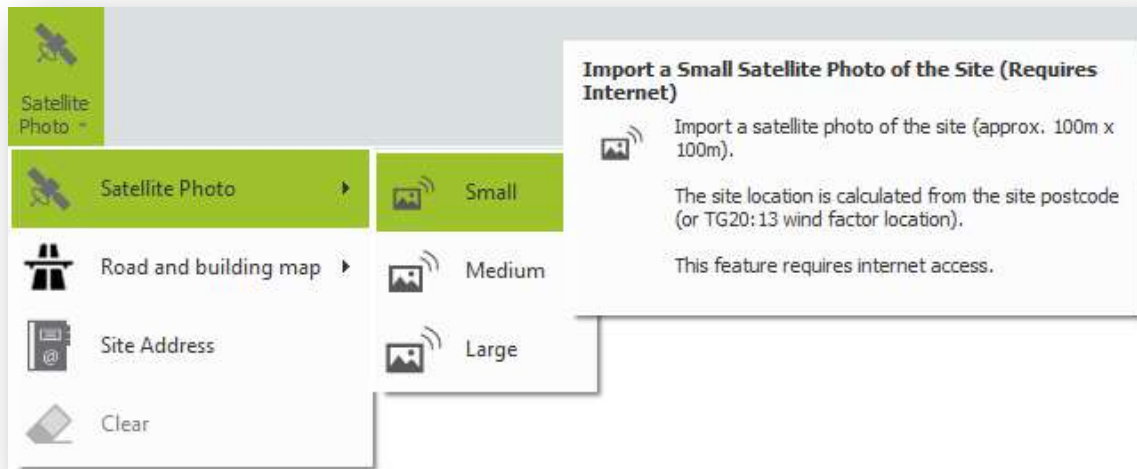 Satellite
Photo
Satellite Photo
Road and building map
Site Address
@
Clear
Small
Medium
Large
Import a Small Satellite Photo of the Site (Requires
Internet)
Import a satellite photo of the site (approx. 100m x
100m).
The site location is calculated from the site postcode
(or TG20:13 wind factor location).
This feature requires internet access.